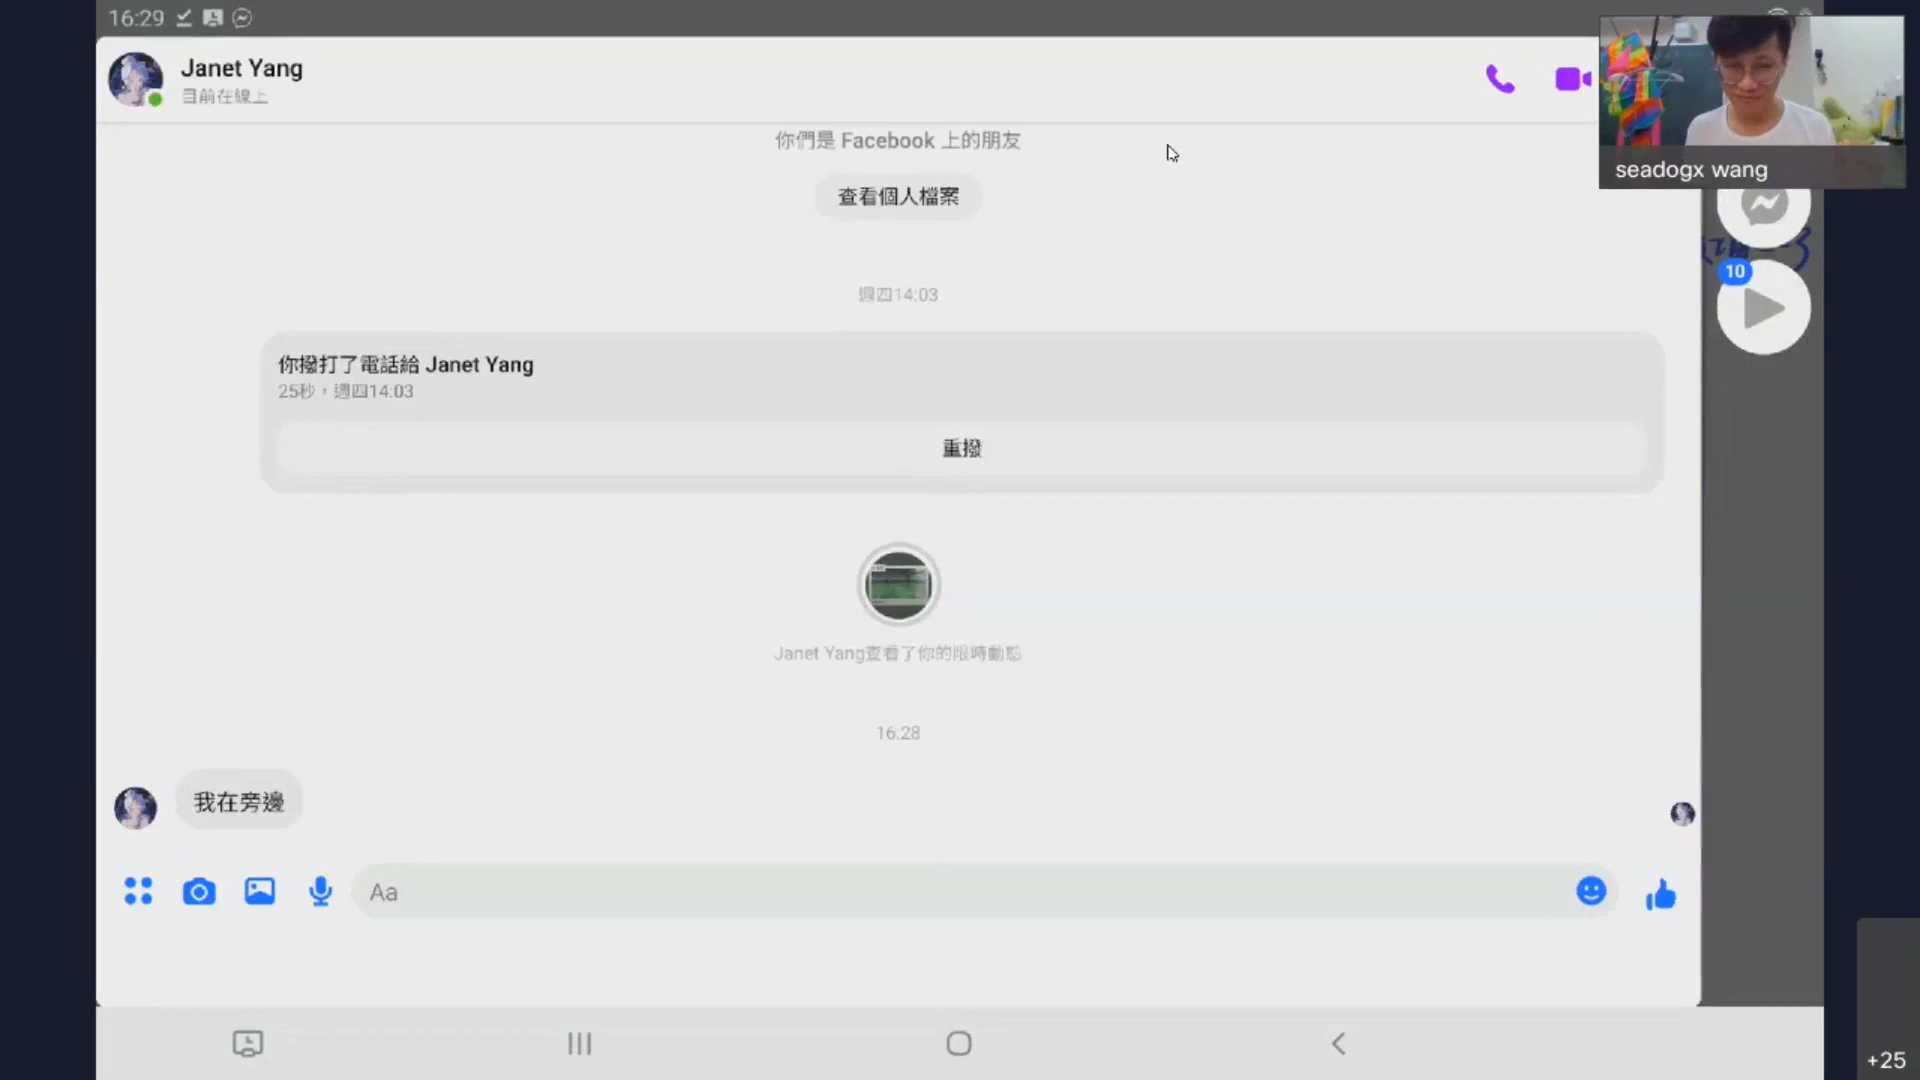 16:29
Janet Yang
目前在線上
你們是 Facebook 上的朋友
查看個人檔案
seadogx wang
10
週四14:03
你撥打了電話給 Janet Yang
25秒，週四14:03
重撥
Janet Yang查看了你的限時動態
16:28
我在旁邊
Aa
+25